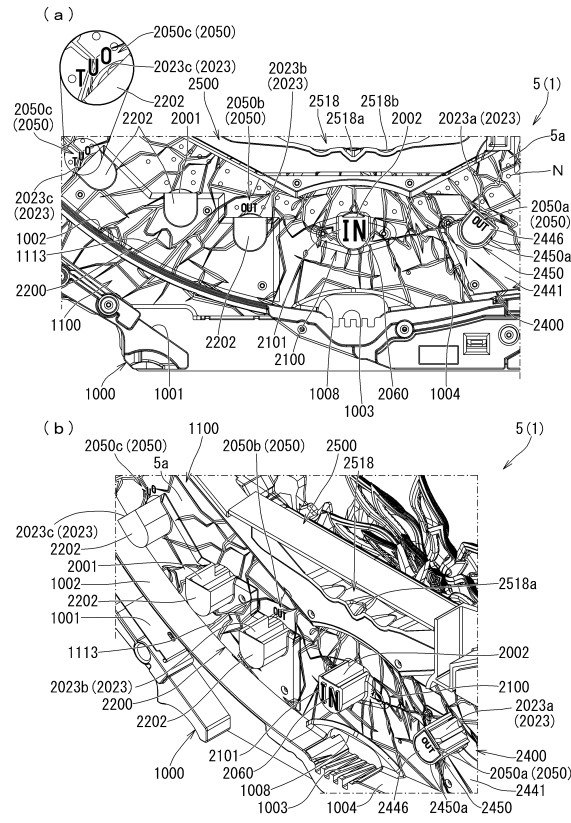 (a)
2050c (2050)
2023c (2023)
2202
2500
2050b
(2050)
2023b
(2023)
2518
2518a
2518b
2002
2023a (2023)
5(1)
5a
N
2050c
(2050)
2202
2001
2023c
(2023)
1002
1113
2200
1100
1000
1001
2202
2101
2100
1008
1003
2060
1004
2050a
(2050)
2446
2450a
2450
2441
2400
TUO
TUO
OUT
IN
OUT
(b)
5(1)
2050c (2050)
5a
1100
2050b (2050)
2500
2518
2518a
2023c
(2023)
2202
2001
1002
2202
1001
1113
2023b (2023)
2200
2202
1000
2101
2060
1008
1003
1004
2446
2450a
2450
2441
2050a (2050)
2400
2023a
(2023)
2100
2002
UO
OUT
IN
OUT